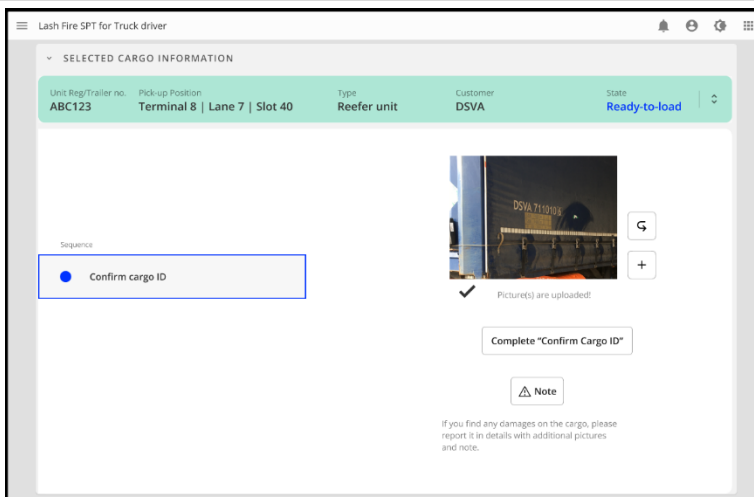 Lash Fire SPT for Truck driver
SELECTED CARGO INFORMATION
Unit Reg/Trailer no. Pick-up Position Type Customer State
ABC123 Terminal 8 | Lane 7 | Slot 40 Reefer unit DSVA Ready-to-load
DSVA 711010 8
Sequence
Confirm cargo ID
Picture(s) are uploaded!
Complete “Confirm Cargo ID”
Note
If you find any damages on the cargo, please
report it in details with additional pictures
and note.